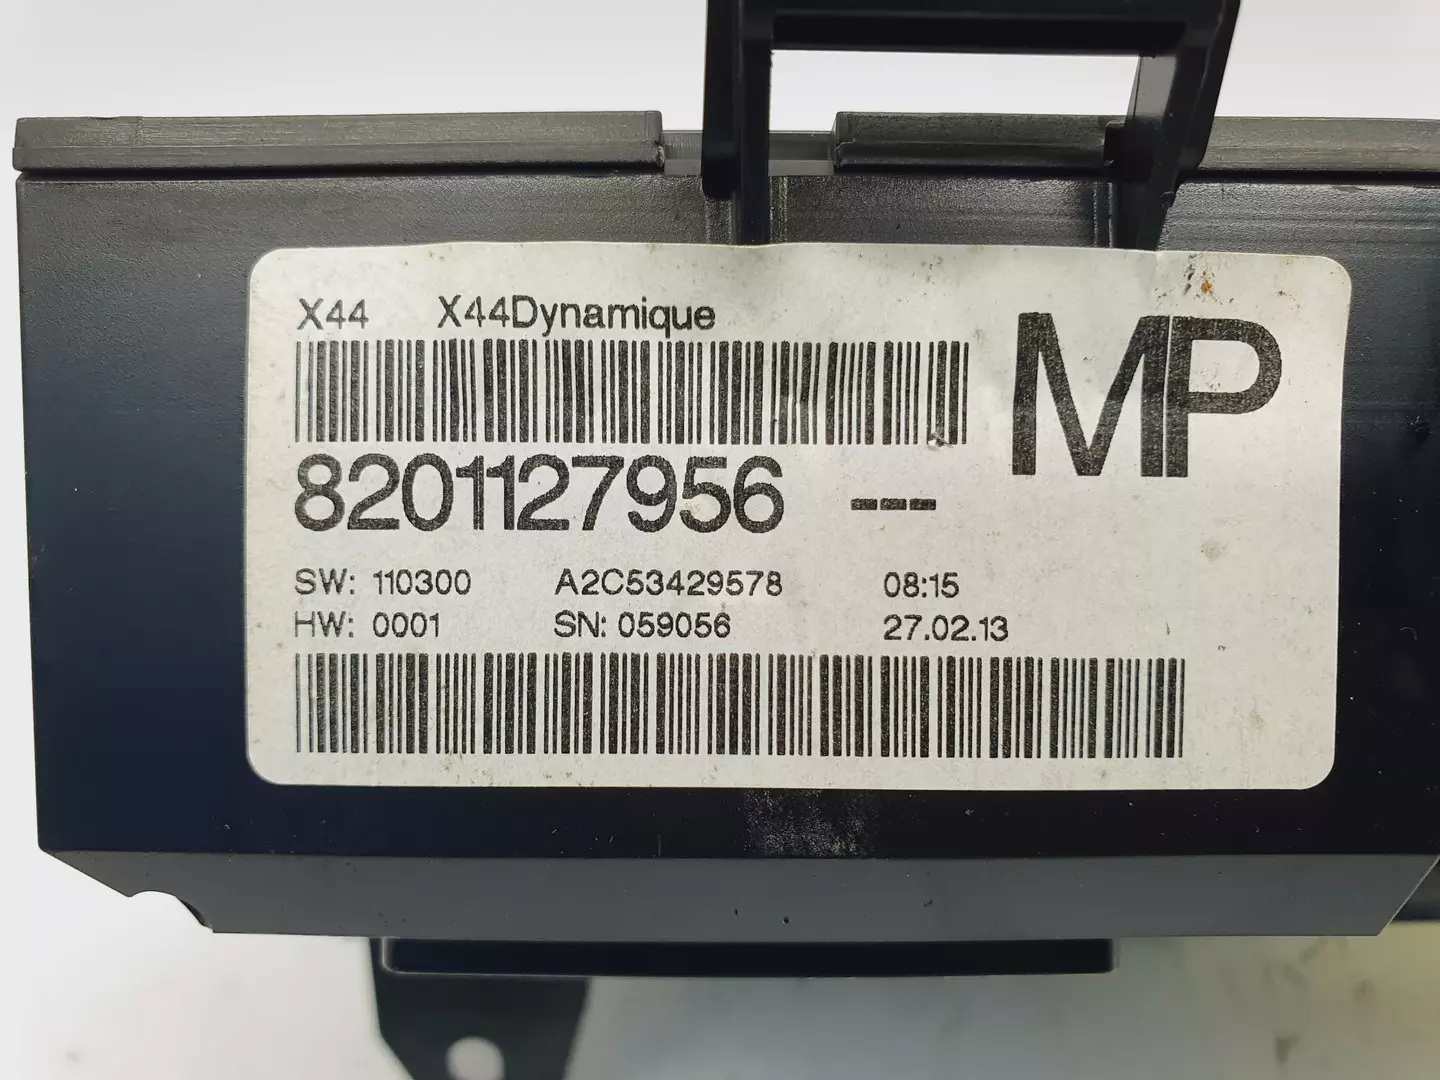 X44 X44Dynamique
MP
8201127956 ---
SW: 110300 A2C53429578 08:15
HW: 0001 SN: 059056 27.02.13